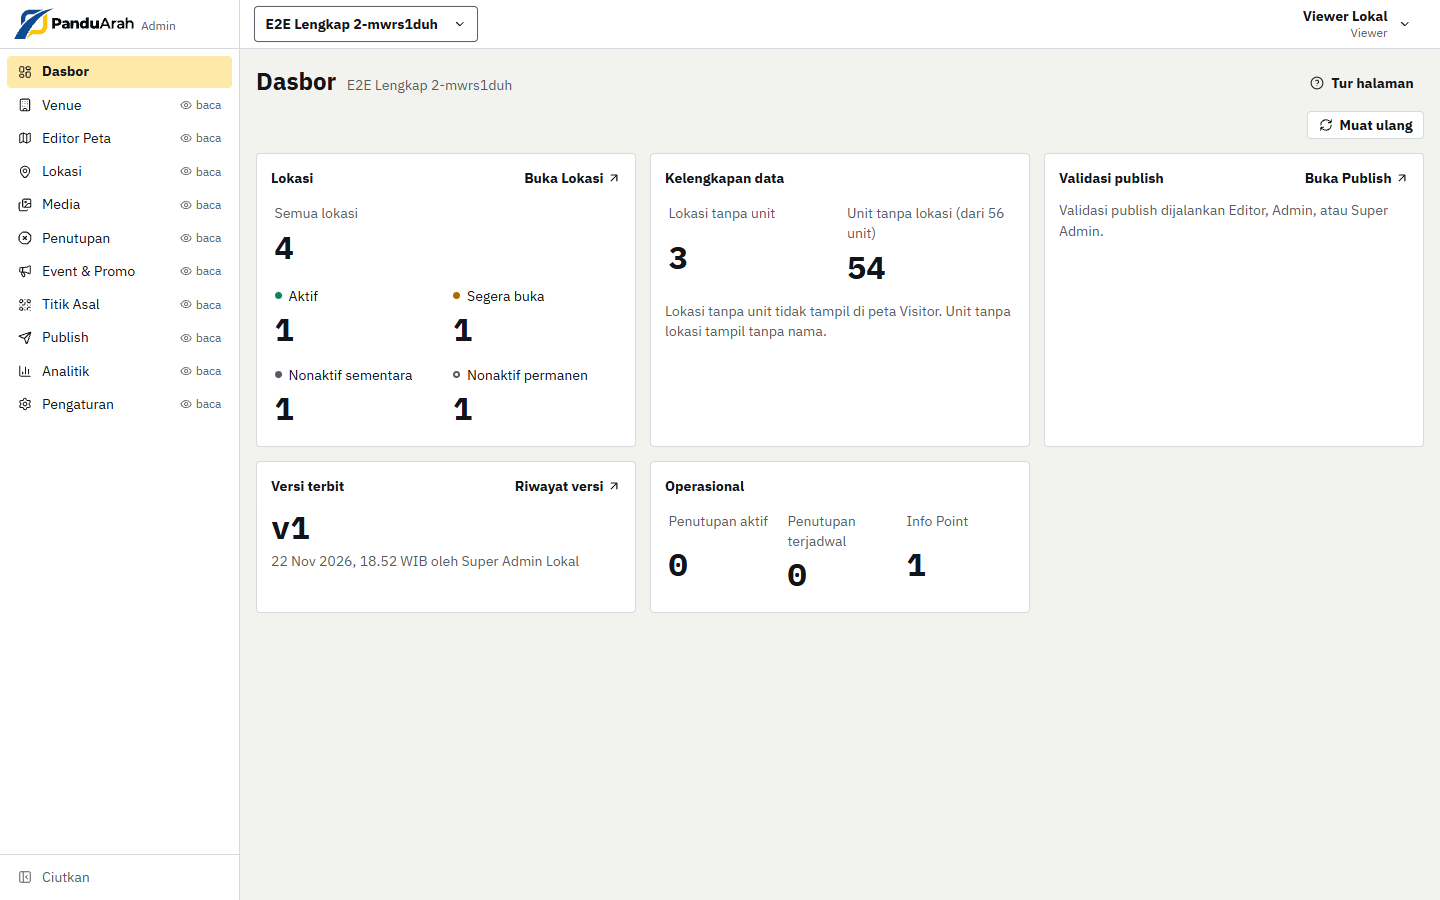 PanduArah Admin
E2E Lengkap 2-mwrs1duh
Viewer Lokal
Viewer
Dasbor
Venue baca
Editor Peta baca
Lokasi baca
Media baca
Penutupan baca
Event & Promo baca
Titik Asal baca
Publish baca
Analitik baca
Pengaturan baca
Ciutkan
Dasbor E2E Lengkap 2-mwrs1duh
Tur halaman
Muat ulang
Lokasi Buka Lokasi
Semua lokasi
4
Aktif
1
Segera buka
1
Nonaktif sementara
1
Nonaktif permanen
1
Kelengkapan data
Lokasi tanpa unit
3
Unit tanpa lokasi (dari 56
unit)
54
Lokasi tanpa unit tidak tampil di peta Visitor. Unit tanpa
lokasi tampil tanpa nama.
Validasi publish Buka Publish
Validasi publish dijalankan Editor, Admin, atau Super
Admin.
Versi terbit Riwayat versi
v1
22 Nov 2026, 18.52 WIB oleh Super Admin Lokal
Operasional
Penutupan aktif
0
Penutupan
terjadwal
0
Info Point
1